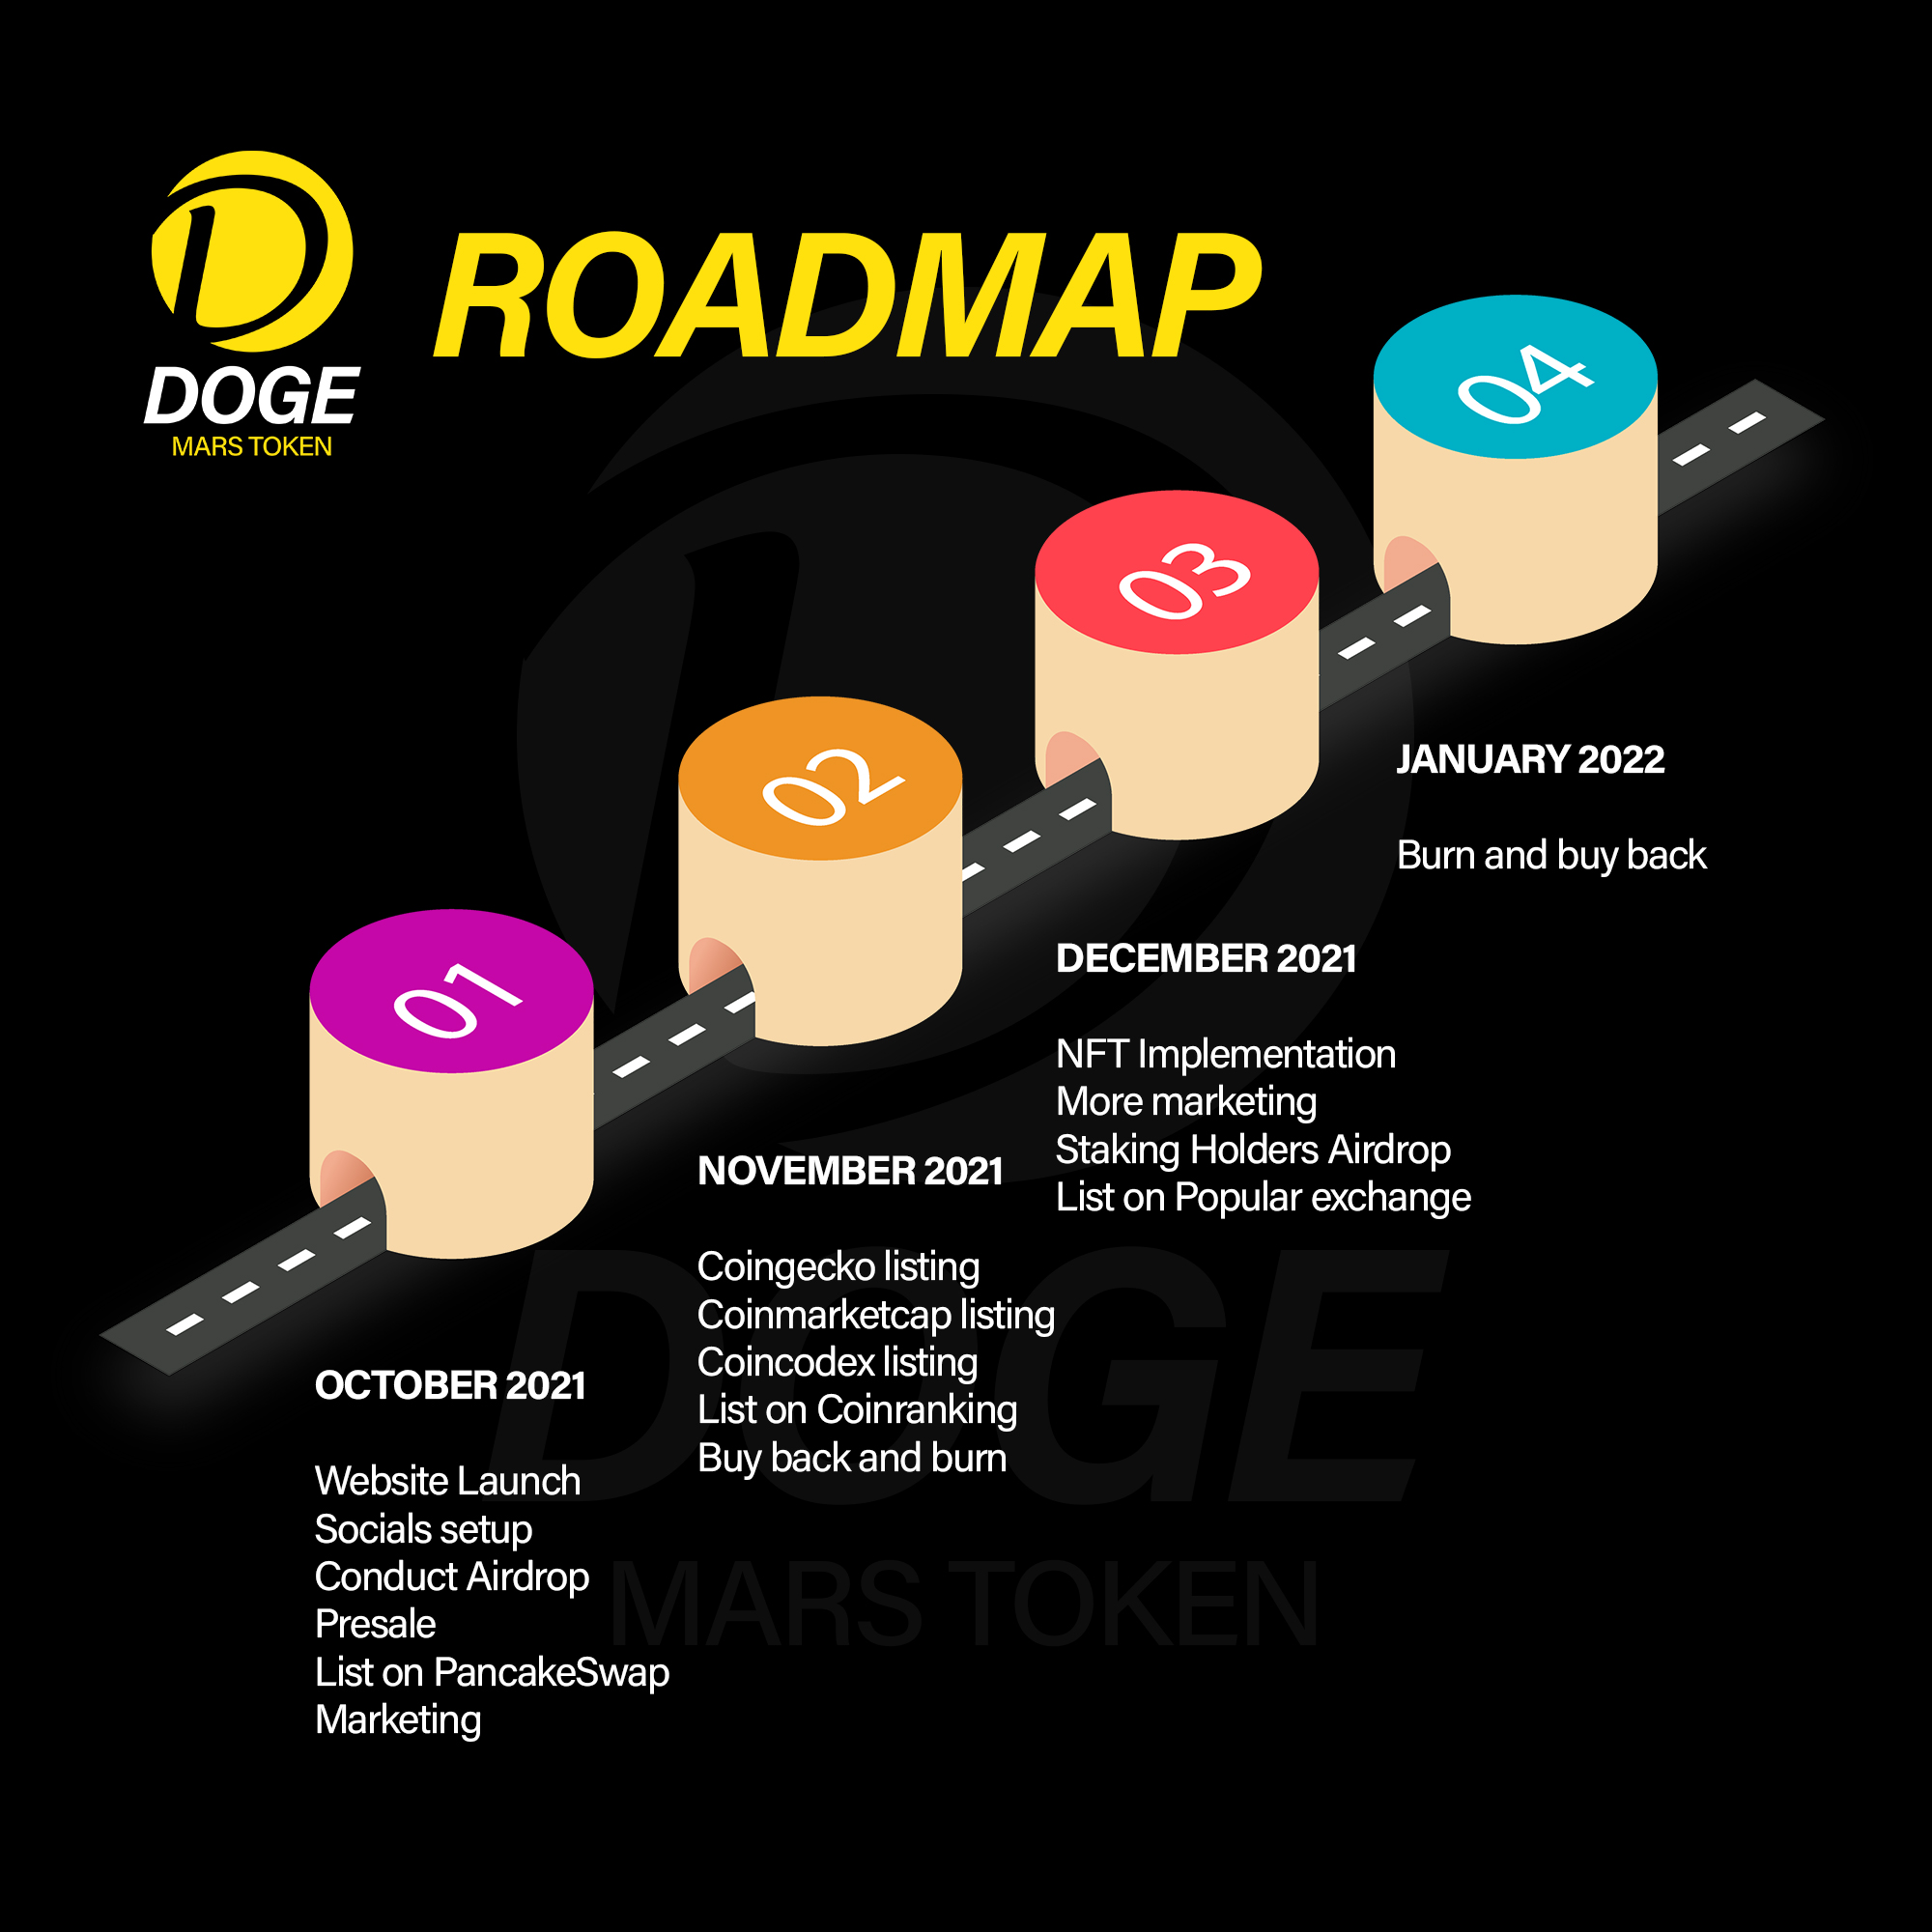 DOGE
MARS TOKEN
ROADMAP
01
OCTOBER 2021
Website Launch
Socials setup
Conduct Airdrop
Presale
List on PancakeSwap
Marketing
02
NOVEMBER 2021
Coingecko listing
Coinmarketcap listing
Coincodex listing
List on Coinranking
Buy back and burn
03
DECEMBER 2021
NFT Implementation
More marketing
Staking Holders Airdrop
List on Popular exchange
04
JANUARY 2022
Burn and buy back
DOGE
MARS TOKEN